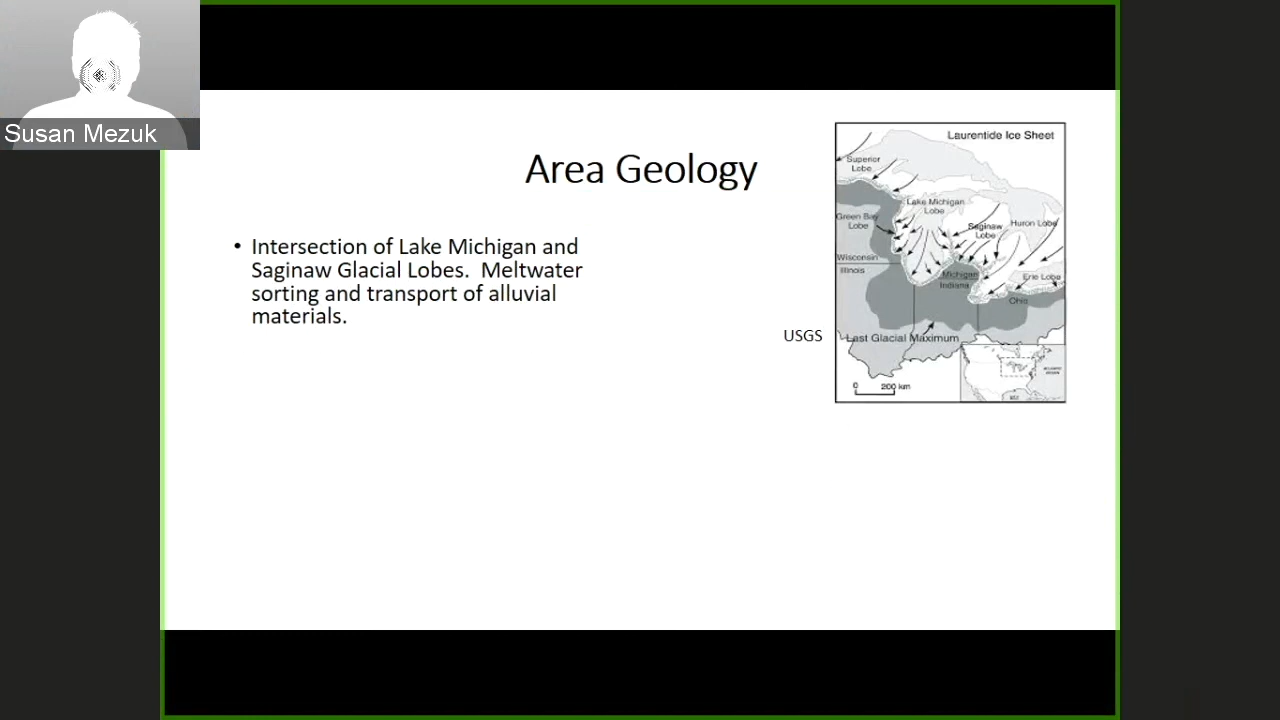 Susan Mezuk
Area Geology
• Intersection of Lake Michigan and
Saginaw Glacial Lobes.  Meltwater
sorting and transport of alluvial
materials.
USGS
Laurentide Ice Sheet
Superior
Lobe
Lake Michigan
Lobe
Green Bay
Lobe
Saginaw
Lobe
Huron Lobe
Wisconsin
Illinois
Michigan
Indiana
Erie Lobe
Ohio
Last Glacial Maximum
0 200 km